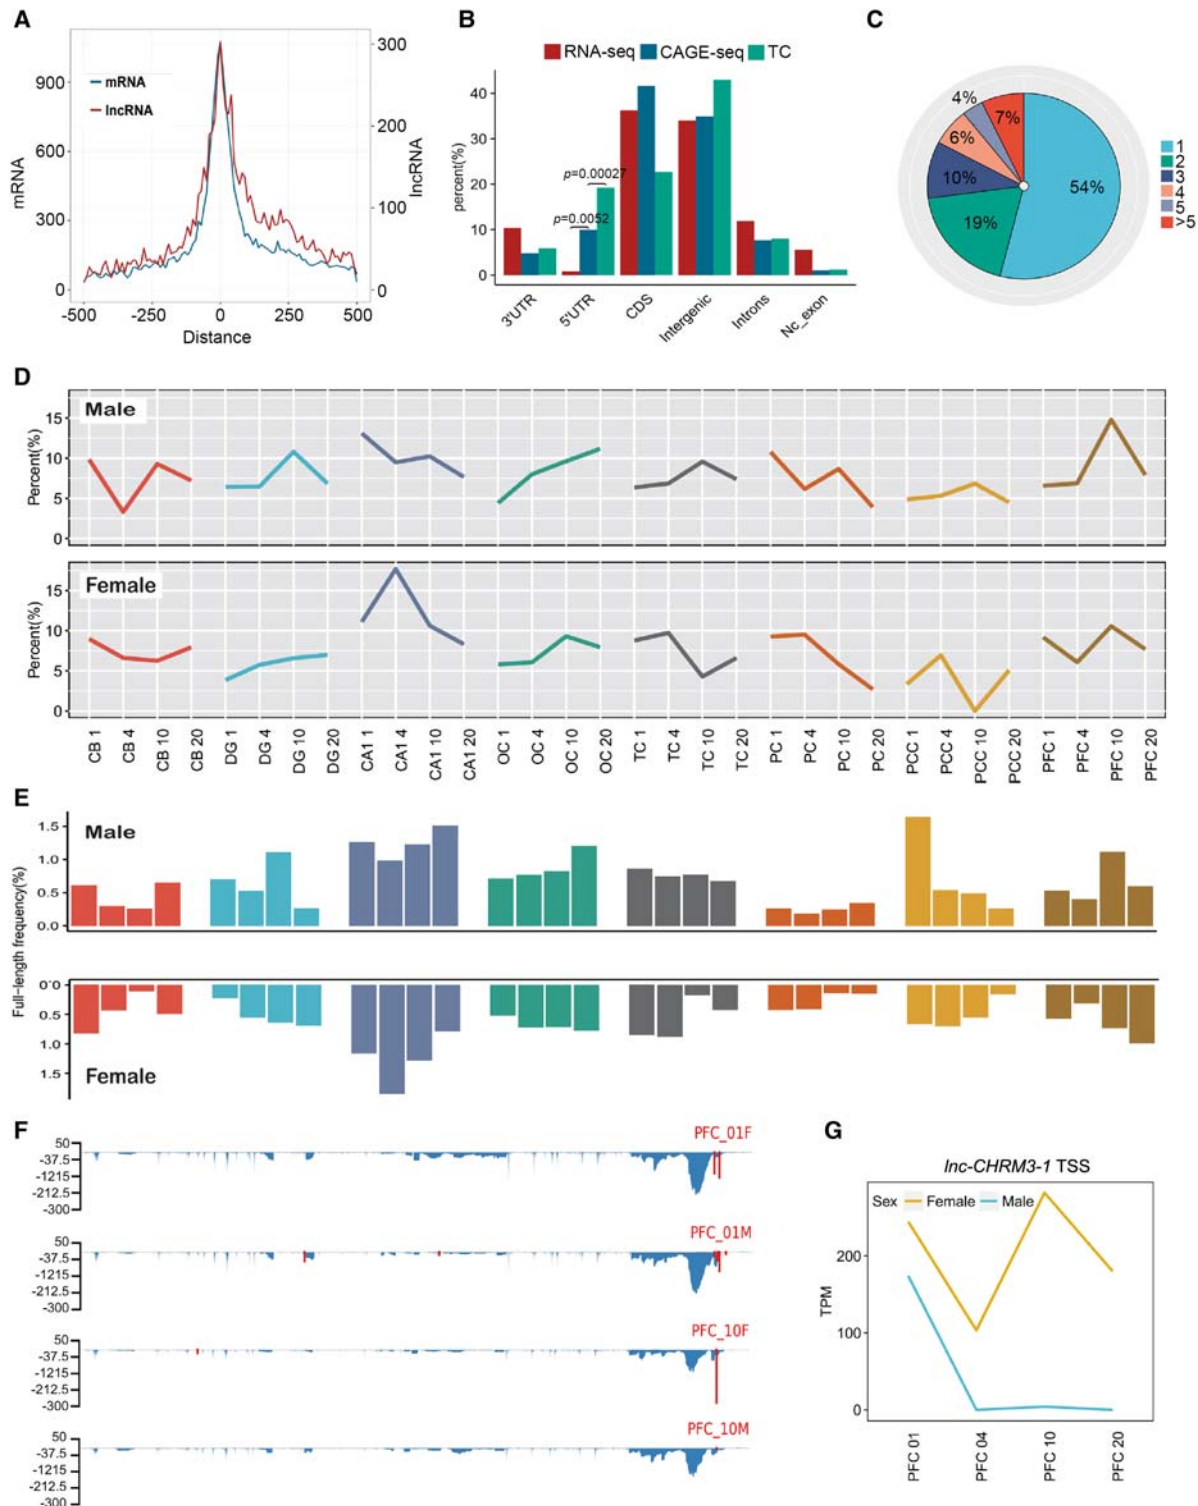 A
B
C
300
RNA-seq CAGE-seq TC
900
mRNA
lncRNA
40
4%
7%
1
200
30
6%
2
600
3
mRNA
lncRNA
percent(%)
p=0.00027
10%
54%
4
20
5
100
p=0.0052
19%
>5
300
10
0
0
0
-500 -250 0 250 500
Distance
3'UTR 5'UTR CDS Intergenic Introns Nc_exon
D
Male
15
10
5
0
Percent(%)
Female
15
10
5
0
Percent(%)
CB 1 CB 4 CB 10 CB 20 DG 1 DG 4 DG 10 DG 20 CA1 1 CA1 4 CA1 10 CA1 20 OC 1 OC 4 OC 10 OC 20 TC 1 TC 4 TC 10 TC 20 PC 1 PC 4 PC 10 PC 20 PCC 1 PCC 4 PCC 10 PCC 20 PFC 1 PFC 4 PFC 10 PFC 20
E
Male
1.5
1.0
0.5
0.0
Full-length frequency(%)
0.0
0.5
1.0
1.5
Female
F
PFC_01F
50
-37.5
-1215
-212.5
-300
PFC_01M
50
-37.5
-1215
-212.5
-300
PFC_10F
50
-37.5
-1215
-212.5
-300
PFC_10M
50
-37.5
-1215
-212.5
-300
G
lnc-CHRM3-1 TSS
Sex Female Male
200
TPM
100
0
PFC 01 PFC 04 PFC 10 PFC 20